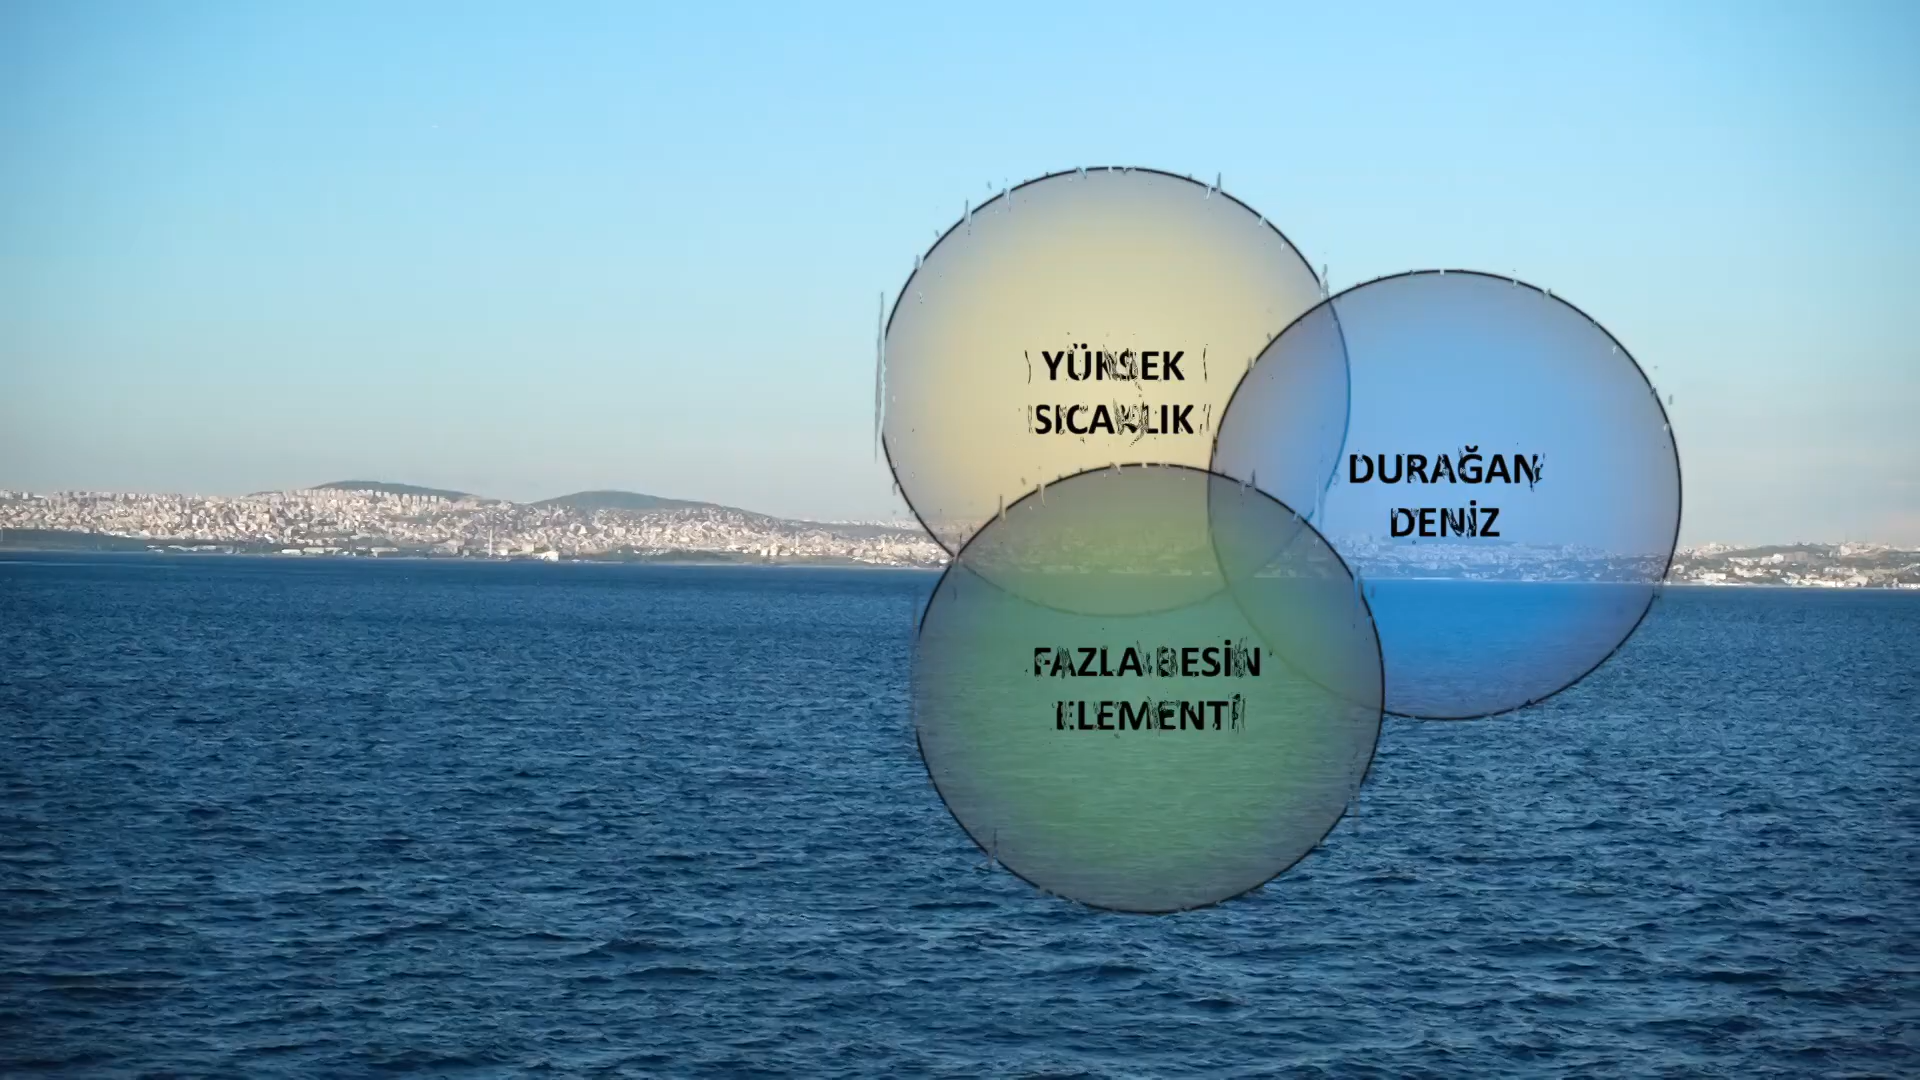 YÜKSEK
SICAKLIK
DURAĞAN
DENİZ
FAZLA BESİN
ELEMENTİ